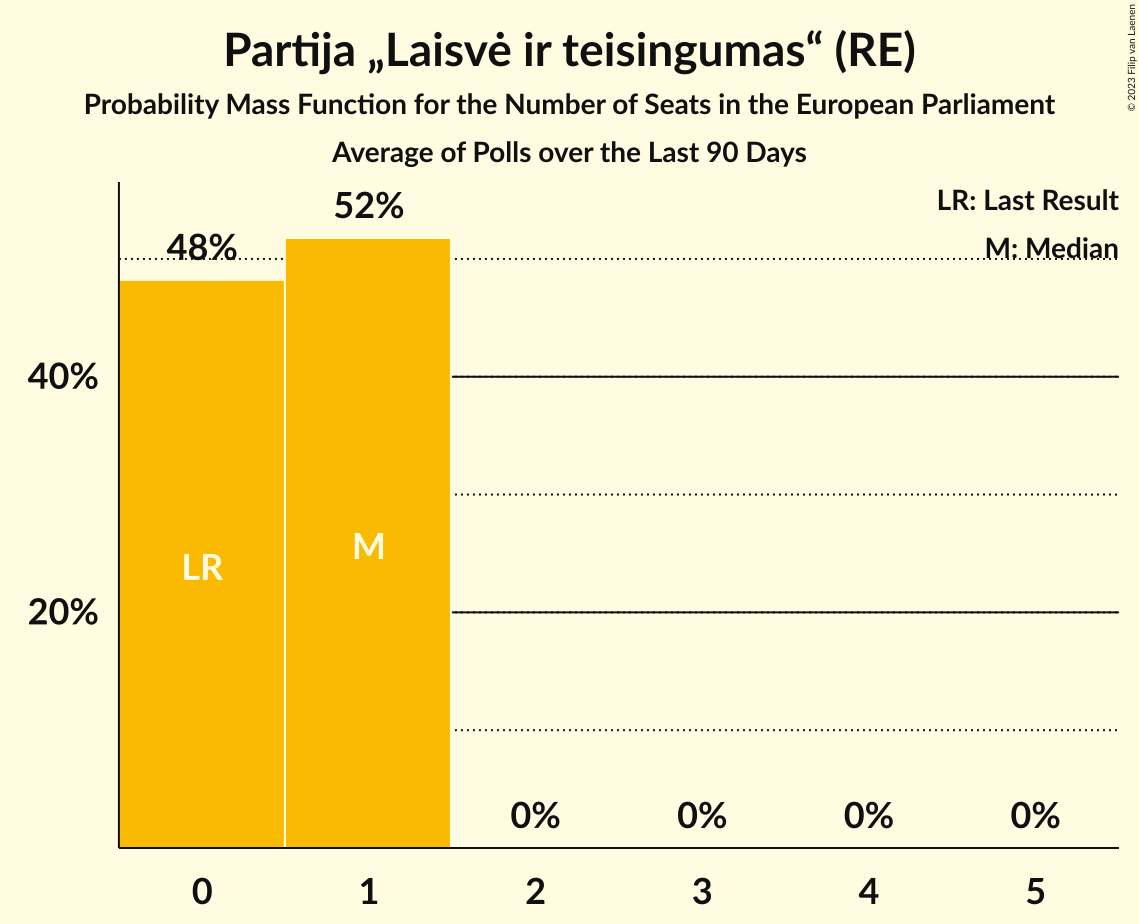 Partija „Laisvė ir teisingumas“ (RE)
Probability Mass Function for the Number of Seats in the European Parliament
Average of Polls over the Last 90 Days
© 2023 Filip van Laenen
LR: Last Result
M: Median
52%
48%
40%
20%
LR
M
0%
0%
0%
0%
0
1
2
3
4
5